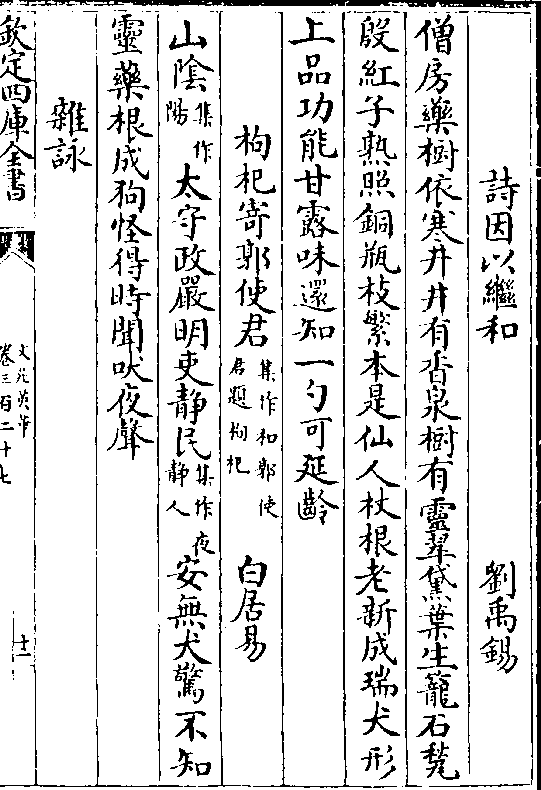 詩因以繼和　劉禹錫
僧房藥樹依寒井井有香泉樹有靈翠黛葉生籠石甃
殷紅子熟照銅瓶枝繁本是仙人杖根老新成瑞犬形
上品功能甘露味還知一勺可延齡
枸杞寄郭使君集作和郭使君題枸杞　白居易
山陰集作陽太守政嚴明吏静民集作夜静人安無犬驚不知
靈藥根成狗怪得時聞吠夜聲
雜詠
欽定四庫全書
文苑英華
卷三百二十七
十二